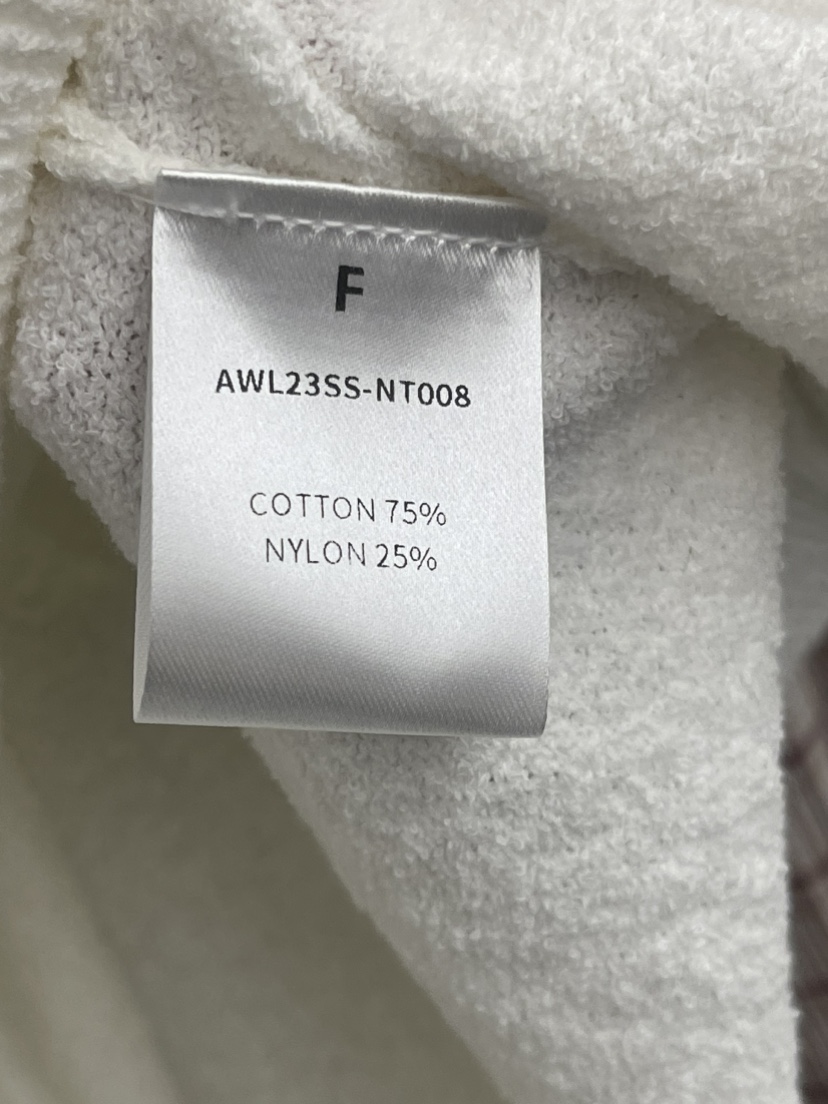 F
AWL23SS-NT008
COTTON 75%
NYLON 25%